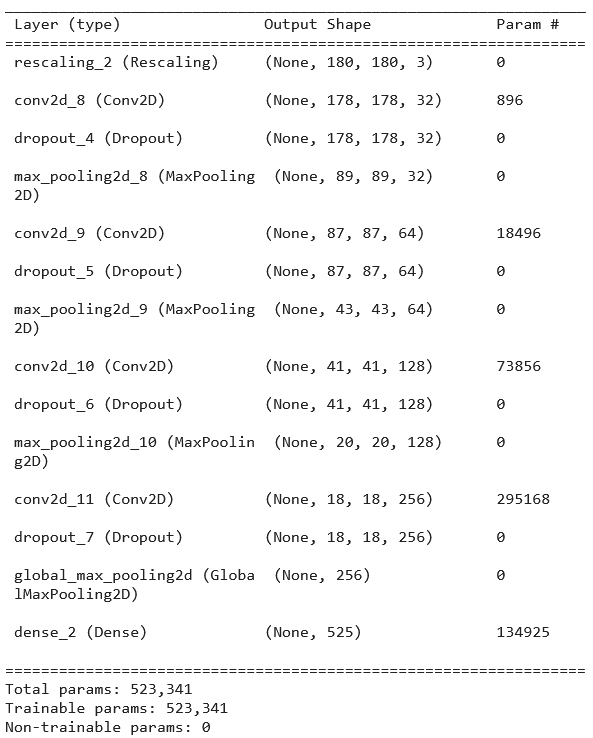 Layer (type) Output Shape Param #
=================================================================
rescaling_2 (Rescaling) (None, 180, 180, 3) 0
conv2d_8 (Conv2D) (None, 178, 178, 32) 896
dropout_4 (Dropout) (None, 178, 178, 32) 0
max_pooling2d_8 (MaxPooling (None, 89, 89, 32) 0
2D)
conv2d_9 (Conv2D) (None, 87, 87, 64) 18496
dropout_5 (Dropout) (None, 87, 87, 64) 0
max_pooling2d_9 (MaxPooling (None, 43, 43, 64) 0
2D)
conv2d_10 (Conv2D) (None, 41, 41, 128) 73856
dropout_6 (Dropout) (None, 41, 41, 128) 0
max_pooling2d_10 (MaxPoolin (None, 20, 20, 128) 0
g2D)
conv2d_11 (Conv2D) (None, 18, 18, 256) 295168
dropout_7 (Dropout) (None, 18, 18, 256) 0
global_max_pooling2d (Globa (None, 256) 0
lMaxPooling2D)
dense_2 (Dense) (None, 525) 134925
=================================================================
Total params: 523,341
Trainable params: 523,341
Non-trainable params: 0